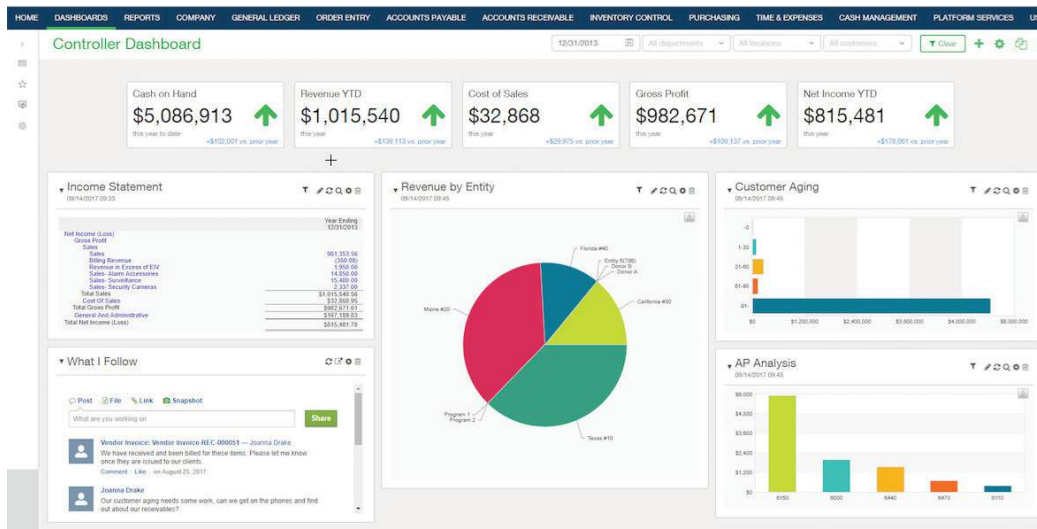 HOME DASHBOARDS REPORTS COMPANY GENERAL LEDGER ORDER ENTRY ACCOUNTS PAYABLE ACCOUNTS RECEIVABLE INVENTORY CONTROL PURCHASING TIME & EXPENSES CASH MANAGEMENT PLATFORM SERVICES
Controller Dashboard
12/31/2013 All departments All locations All customers Clear
Cash on Hand
$5,086,913
this year to date
+$102,001 vs. prior year
Revenue YTD
$1,015,540
this year
+$139,113 vs. prior year
Cost of Sales
$32,868
this year
+$29,975 vs. prior year
Gross Profit
$982,671
this year
+$109,137 vs. prior year
Net Income YTD
$815,481
this year
+$178,061 vs. prior year
Income Statement
09/14/2017 09:33
Year Ending
12/31/2013
Net Income (Loss)
Gross Profit
Sales
Sales 981,353.56
Billing Revenue (350.00)
Revenue in Excess of EIV 1,950.00
Sales- Alarm Accessories 14,850.00
Sales- Surveillance 15,400.00
Sales- Security Cameras 2,337.00
Total Sales $1,015,540.56
Cost Of Sales $32,868.95
Total Gross Profit $982,671.61
General And Administrative $167,189.83
Total Net Income (Loss) $815,481.78
What I Follow
Post File Link Snapshot
What are you working on Share
Vendor Invoice: Vendor Invoice-REC-000051 — Joanna Drake
We have received and been billed for these items. Please let me know
once they are issued to our clients.
Comment · Like · on August 25, 2017
Joanna Drake
Our customer aging needs some work, can we get on the phones and find
out about our receivables?
Revenue by Entity
09/14/2017 09:45
Florida #40
Donor B
Donor A
California #30
Maine #20
Program 1
Program 2
Texas #10
Customer Aging
09/14/2017 09:45
-0
1-30
31-60
61-90
91-
$0 $1,200,000 $2,400,000 $3,600,000 $4,800,000 $6,000,000
AP Analysis
09/14/2017 09:45
$6,000
$4,800
$3,600
$2,400
$1,200
$0
6150 6000 6440 6470 6110